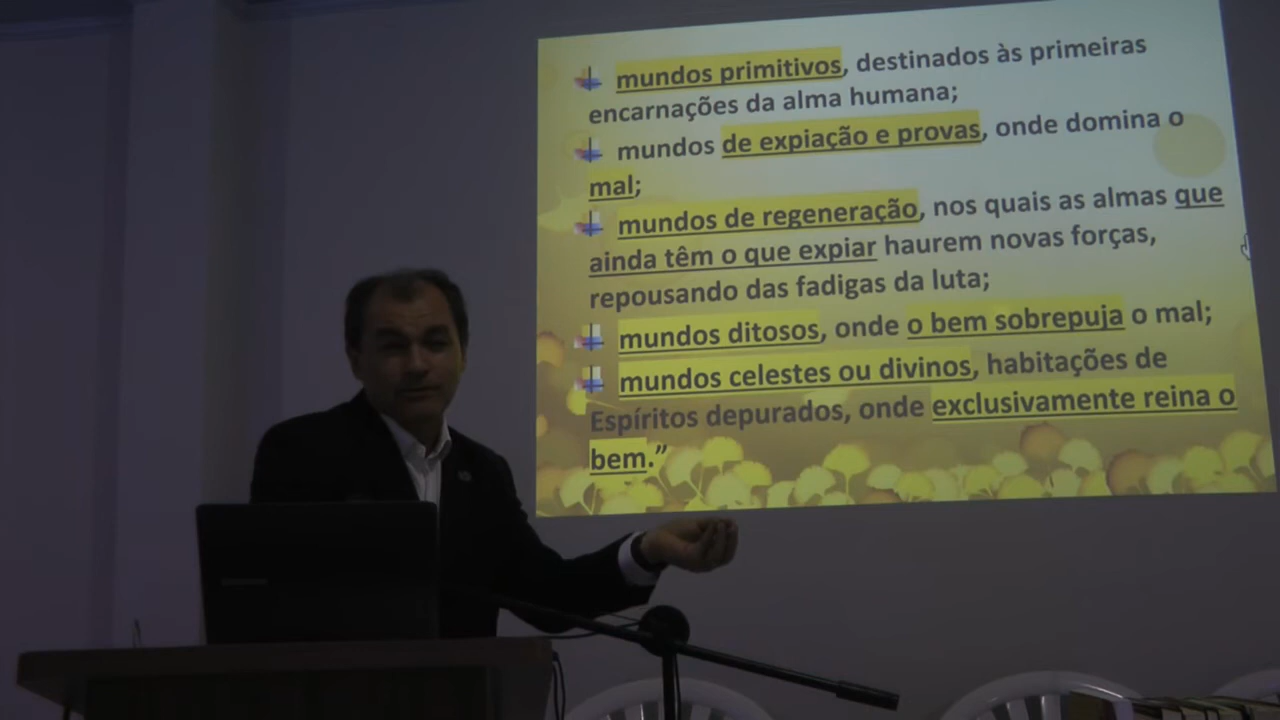 mundos primitivos, destinados às primeiras
encarnações da alma humana;
mundos de expiação e provas, onde domina o
mal;
mundos de regeneração, nos quais as almas que
ainda têm o que expiar haurem novas forças,
repousando das fadigas da luta;
mundos ditosos, onde o bem sobrepuja o mal;
mundos celestes ou divinos, habitações de
Espíritos depurados, onde exclusivamente reina o
bem.”